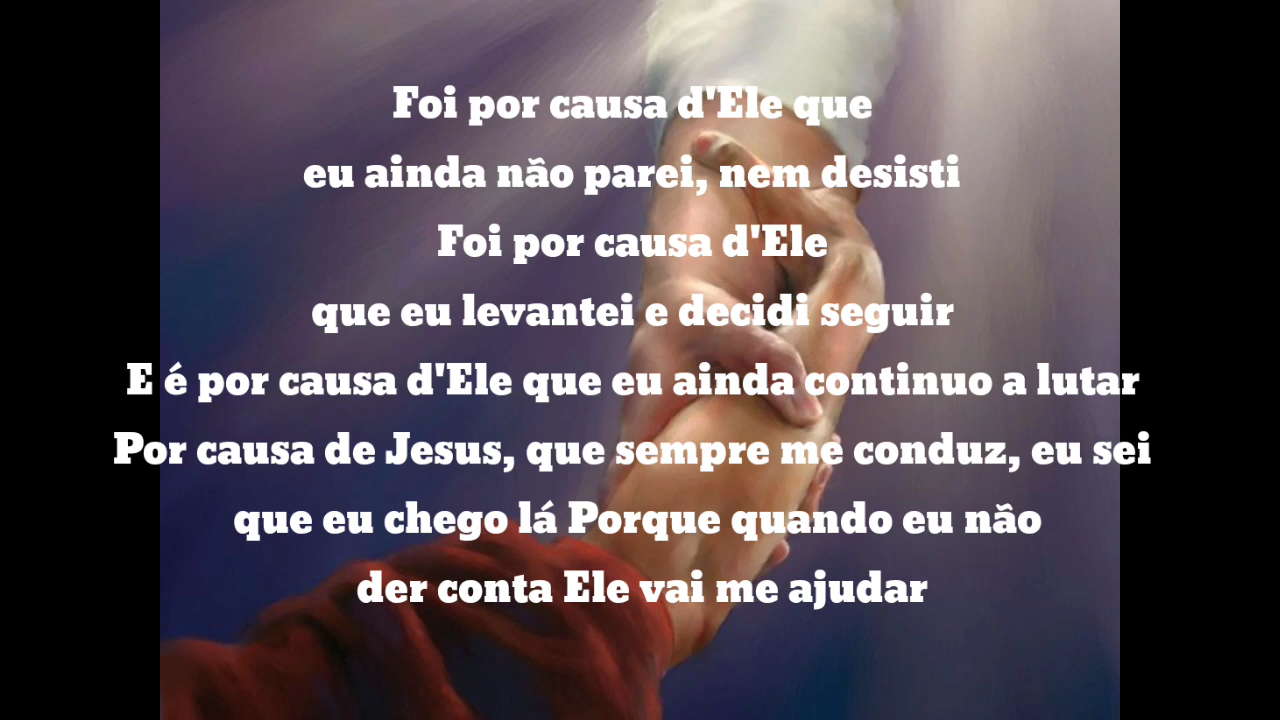 Foi por causa d'Ele que
eu ainda não parei, nem desisti
Foi por causa d'Ele
que eu levantei e decidi seguir
E é por causa d'Ele que eu ainda continuo a lutar
Por causa de Jesus, que sempre me conduz, eu sei
que eu chego lá Porque quando eu não
der conta Ele vai me ajudar